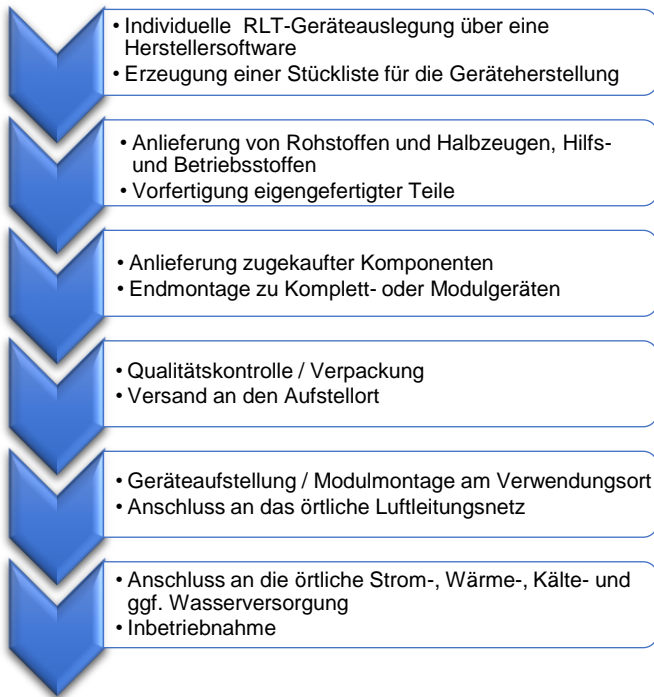 • Individuelle  RLT-Geräteauslegung über eine
Herstellersoftware
• Erzeugung einer Stückliste für die Geräteherstellung
• Anlieferung von Rohstoffen und Halbzeugen, Hilfs-
und Betriebsstoffen
• Vorfertigung eigengefertigter Teile
• Anlieferung zugekaufter Komponenten
• Endmontage zu Komplett- oder Modulgeräten
• Qualitätskontrolle / Verpackung
• Versand an den Aufstellort
• Geräteaufstellung / Modulmontage am Verwendungsort
• Anschluss an das örtliche Luftleitungsnetz
• Anschluss an die örtliche Strom-, Wärme-, Kälte- und
ggf. Wasserversorgung
• Inbetriebnahme